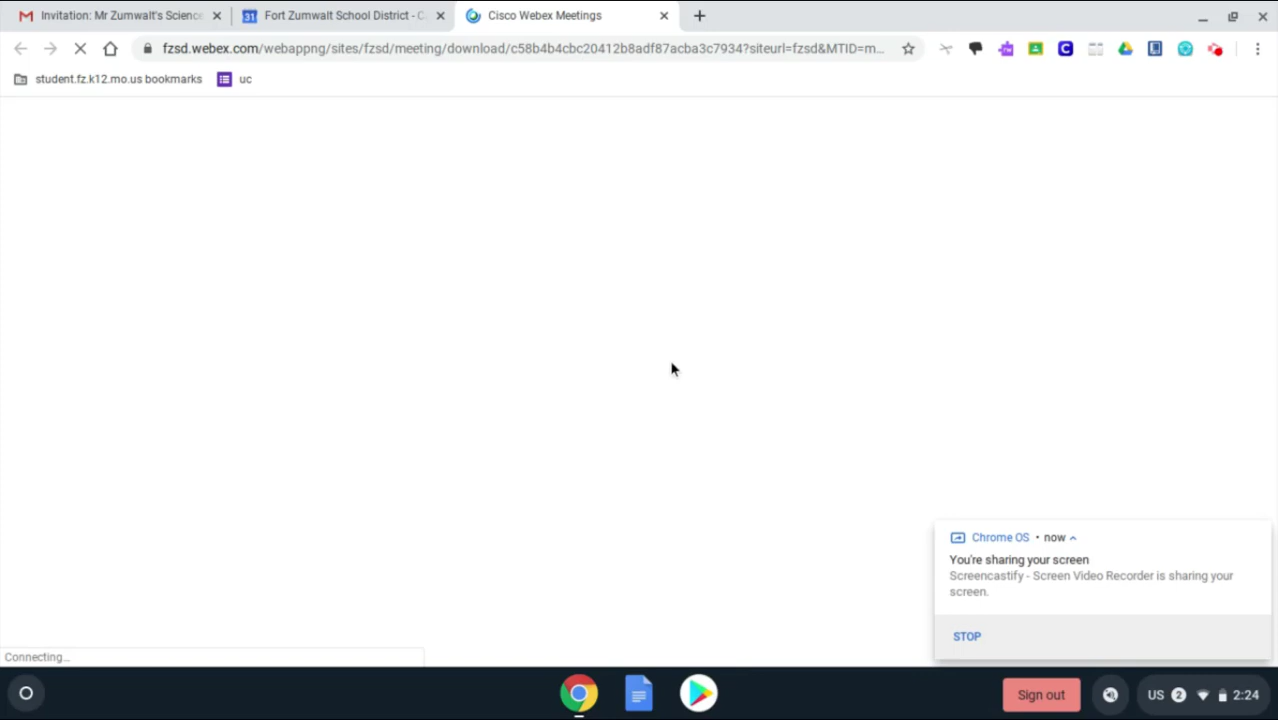 Invitation: Mr Zumwalt's Science
31 Fort Zumwalt School District - C
Cisco Webex Meetings
fzsd.webex.com/webappng/sites/fzsd/meeting/download/c58b4b4cbc20412b8adf87acba3c7934?siteurl=fzsd&MTID=m...
student.fz.k12.mo.us bookmarks
uc
Chrome OS • now
You're sharing your screen
Screencastify - Screen Video Recorder is sharing your
screen.
STOP
Connecting...
Sign out
US 2 2:24